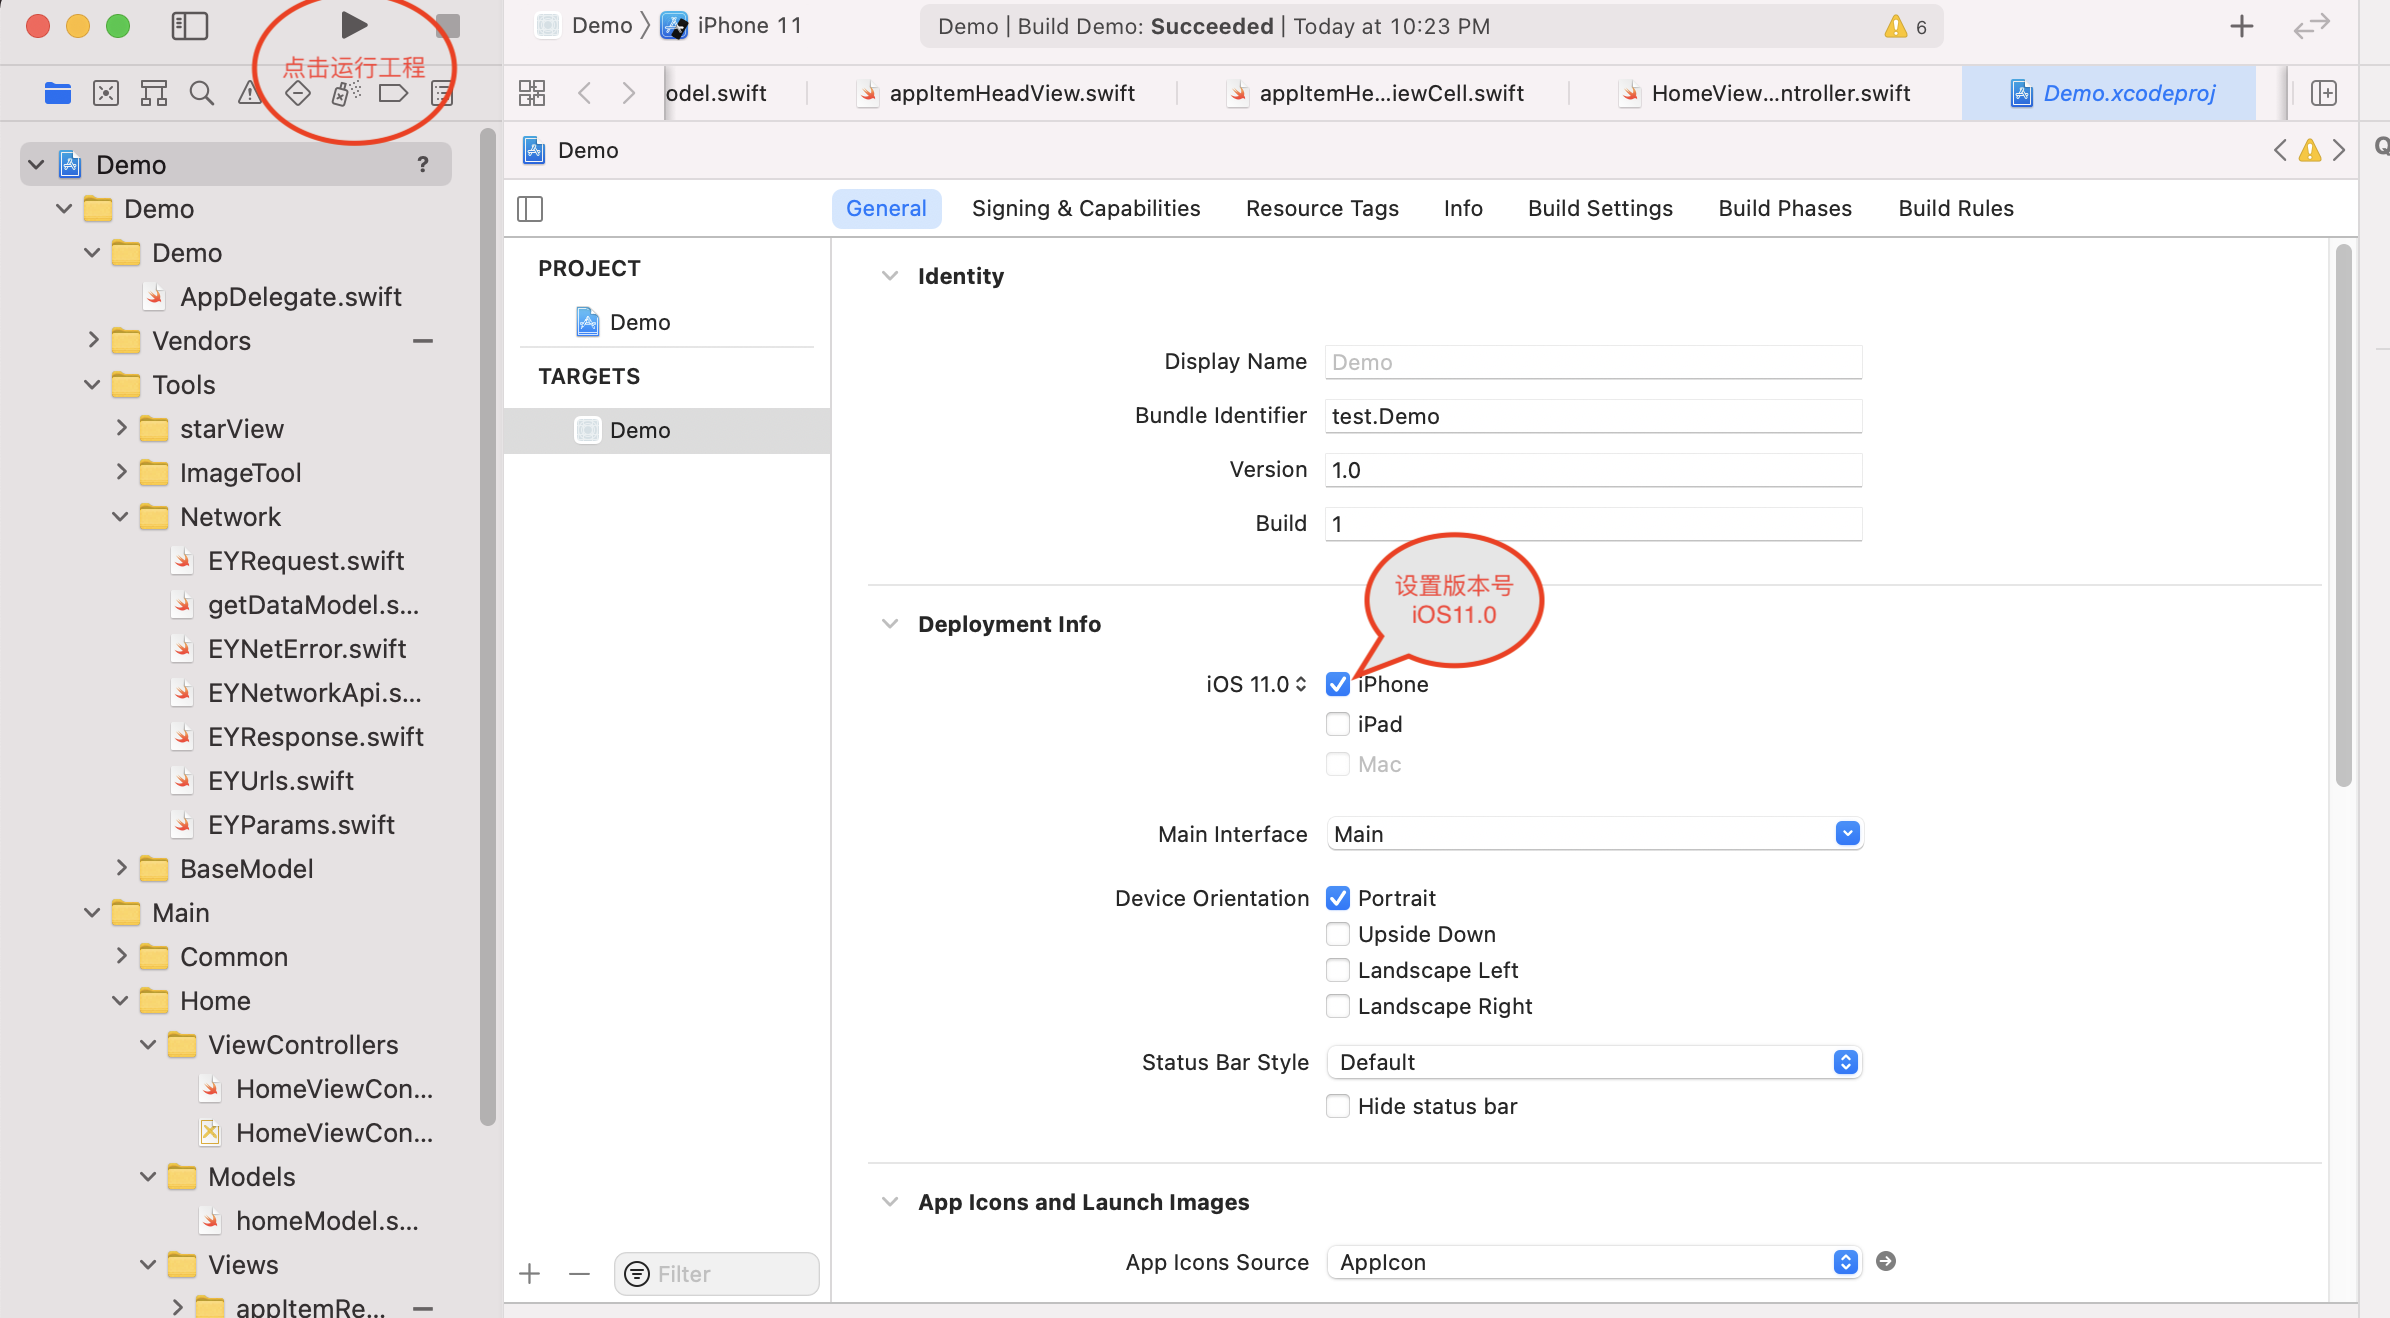 Demo
iPhone 11
Demo | Build Demo: Succeeded | Today at 10:23 PM
6
点击运行工程
odel.swift
appItemHeadView.swift
appItemHe...iewCell.swift
HomeView...ntroller.swift
Demo.xcodeproj
Demo
?
Demo
Demo
AppDelegate.swift
Vendors
Tools
starView
ImageTool
Network
EYRequest.swift
getDataModel.s...
EYNetError.swift
EYNetworkApi.s...
EYResponse.swift
EYUrls.swift
EYParams.swift
BaseModel
Main
Common
Home
ViewControllers
HomeViewCon...
HomeViewCon...
Models
homeModel.s...
Views
appItemRe...
Demo
General
Signing & Capabilities
Resource Tags
Info
Build Settings
Build Phases
Build Rules
PROJECT
Demo
TARGETS
Demo
Filter
Identity
Display Name
Demo
Bundle Identifier
test.Demo
Version
1.0
Build
1
设置版本号
iOS11.0
Deployment Info
iOS 11.0
iPhone
iPad
Mac
Main Interface
Main
Device Orientation
Portrait
Upside Down
Landscape Left
Landscape Right
Status Bar Style
Default
Hide status bar
App Icons and Launch Images
App Icons Source
AppIcon